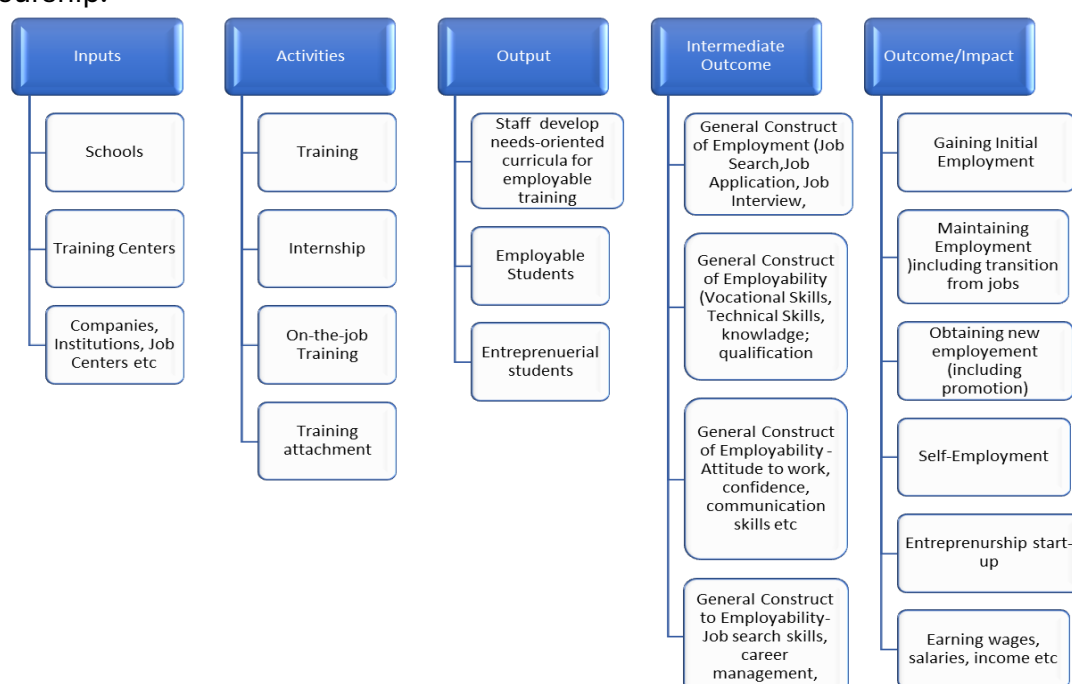 Inputs
Schools
Training Centers
Companies,
Institutions, Job
Centers etc
Activities
Training
Internship
On-the-job
Training
Training
attachment
Output
Staff develop
needs-oriented
curricula for
employable
training
Employable
Students
Entreprenuerial
students
Intermediate
Outcome
General Construct
of Employment (Job
Search,Job
Application, Job
Interview,
General Construct
of Employability
(Vocational Skills,
Technical Skills,
knowladge;
qualification
General Construct
of Employability -
Attitude to work,
confidence,
communication
skills etc
General Construct
to Employability-
Job search skills,
career
management,
Outcome/Impact
Gaining Initial
Employment
Maintaining
Employment
)including transition
from jobs
Obtaining new
employement
(including
promotion)
Self-Employment
Entreprenurship start-
up
Earning wages,
salaries, income etc